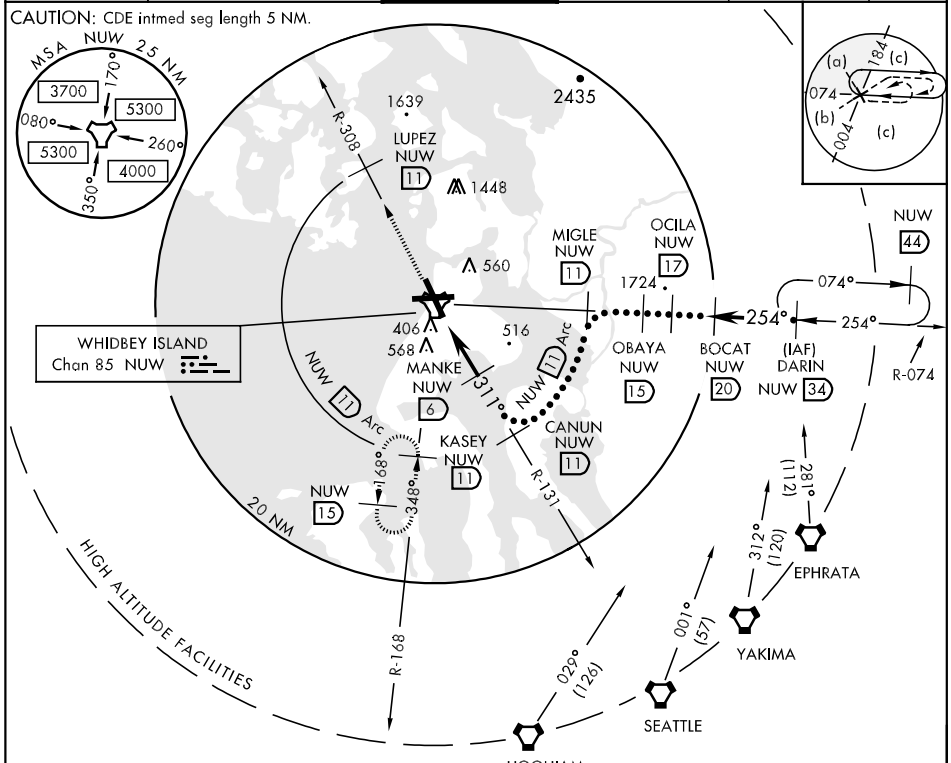 CAUTION: CDE intmed seg length 5 NM.
MSA NUW 25 NM
170°
3700
5300
080°
260°
5300
4000
350°
R-308
1639
LUPEZ
NUW
11
1448
2435
(a)
184
(c)
074
(b)
004
(c)
NUW
44
MIGLE
NUW
11
OCILA
NUW
17
1724
560
074°
254°
254°
R-074
WHIDBEY ISLAND
Chan 85 NUW
406
568
516
MANKE
NUW
6
311°
NUW 11 Arc
OBAYA
NUW
15
BOCAT
NUW
20
(IAF)
DARIN
NUW 34
NUW 11 Arc
KASEY
NUW
11
CANUN
NUW
11
R-131
168°
348°
NUW
15
20 NM
R-168
HIGH ALTITUDE FACILITIES
281°
(112)
EPHRATA
312°
(120)
YAKIMA
001°
(57)
SEATTLE
029°
(126)